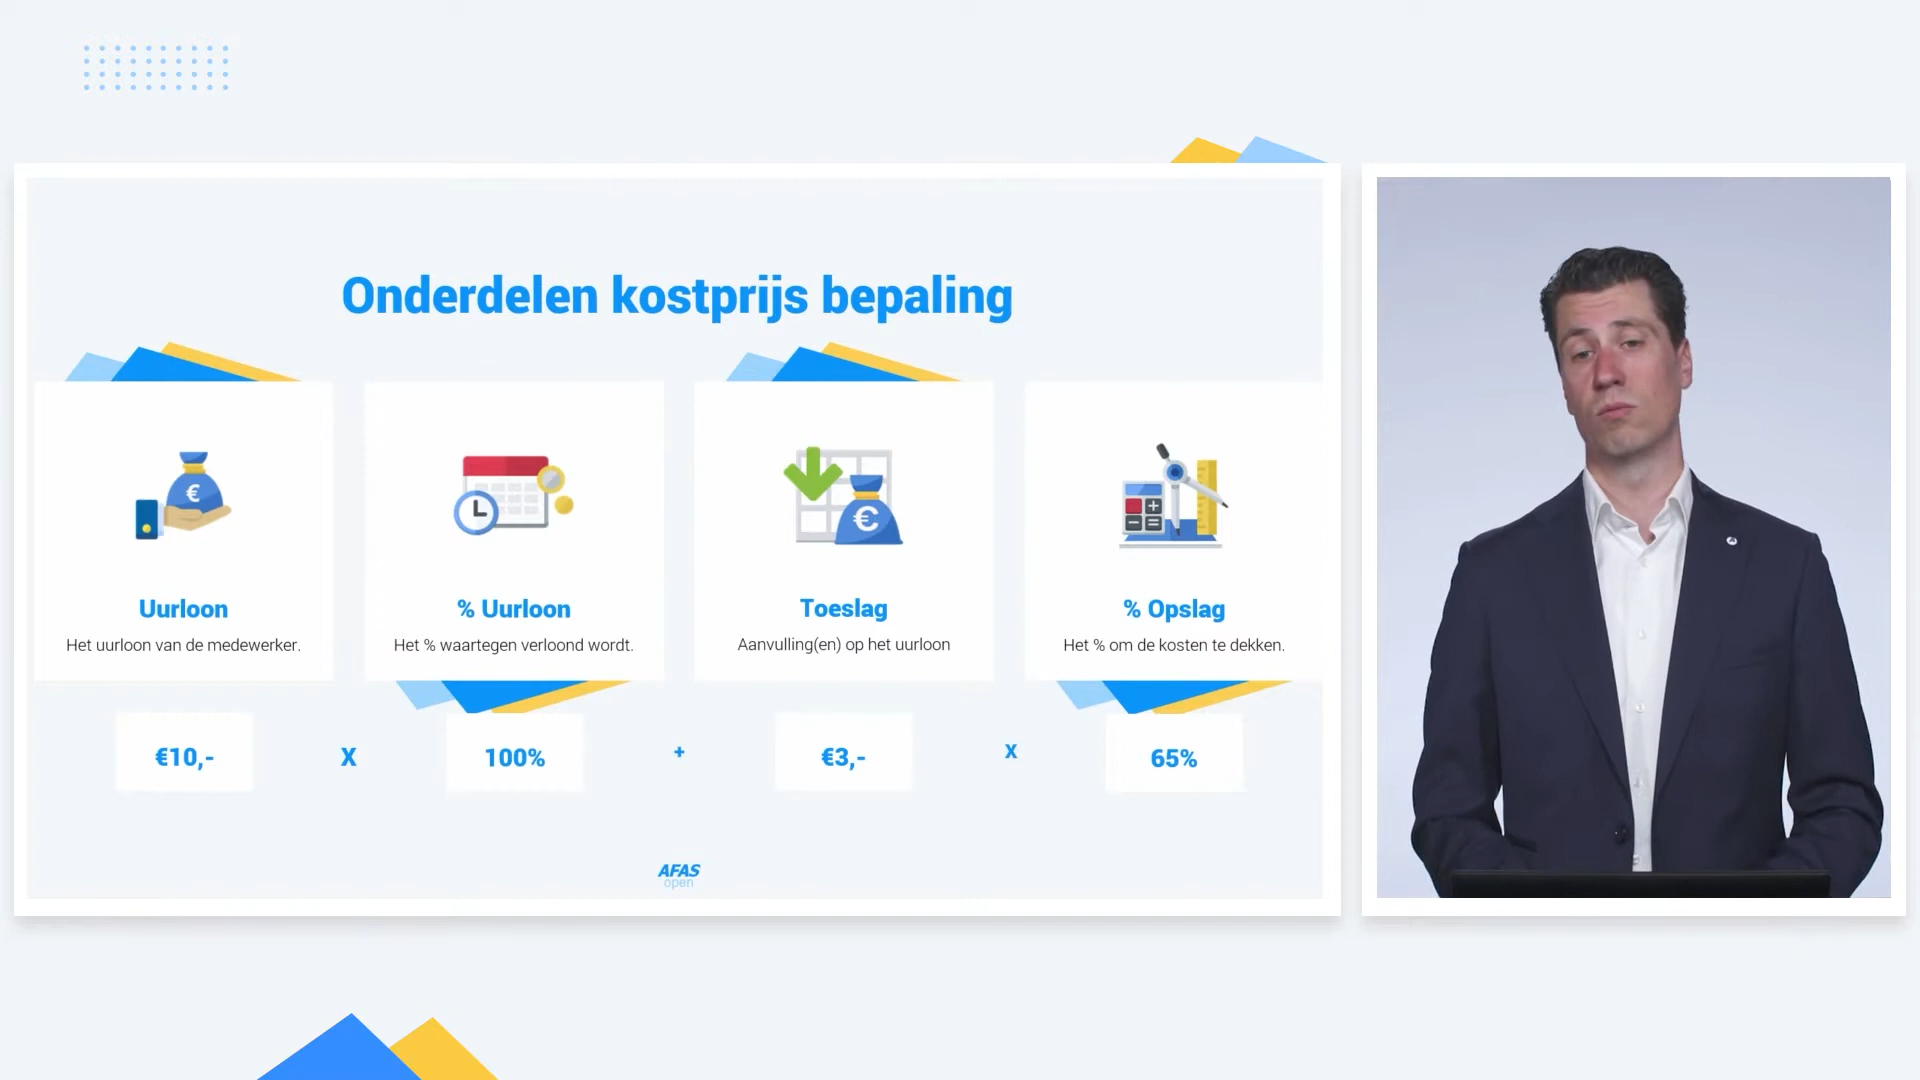 Onderdelen kostprijs bepaling
Uurloon
Het uurloon van de medewerker.
% Uurloon
Het % waartegen verloond wordt.
Toeslag
Aanvulling(en) op het uurloon
% Opslag
Het % om de kosten te dekken.
€10,- X 100% + €3,- x 65%
AFAS
open